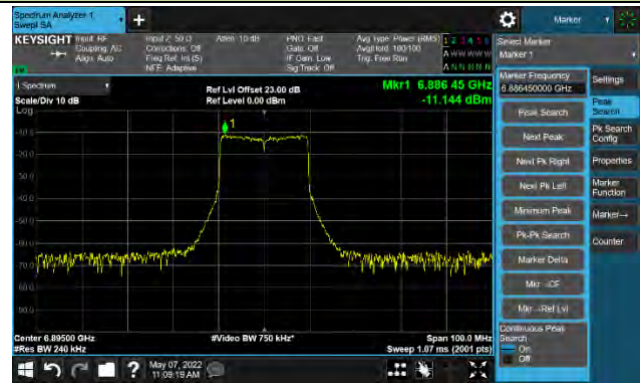 Spectrum Analyzer 1
Swept SA
Marker
KEYSIGHT Input: RF Input Z: 50 Ω Atten: 10 dB PNO: Fast Avg Type: Power (RMS) 1 2 3 4 5 6
Coupling: AC Corrections: Off Gate: Off Avg|Hold: 100/100 A W W W W W
Align: Auto Freq Ref: Int (S) IF Gain: Low Trig: Free Run
NFE: Adaptive Sig Track: Off A N N N N N
Select Marker
Marker 1
1 Spectrum
Ref Lvl Offset 23.00 dB Mkr1 6.886 45 GHz
Scale/Div 10 dB Ref Level 0.00 dBm -11.144 dBm
Log
1
-10.0
-20.0
-30.0
-40.0
-50.0
-60.0
-70.0
-80.0
-90.0
Center 6.89500 GHz #Video BW 750 kHz* Span 100.0 MHz
#Res BW 240 kHz Sweep 1.07 ms (2001 pts)
Marker Frequency
6.886450000 GHz
Peak Search
Next Peak
Next Pk Right
Next Pk Left
Minimum Peak
Pk-Pk Search
Marker Delta
Mkr→CF
Mkr→Ref Lvl
Continuous Peak
Search
On
Off
Settings
Peak
Search
Pk Search
Config
Properties
Marker
Function
Marker→
Counter
?
May 07, 2022
11:09:19 AM